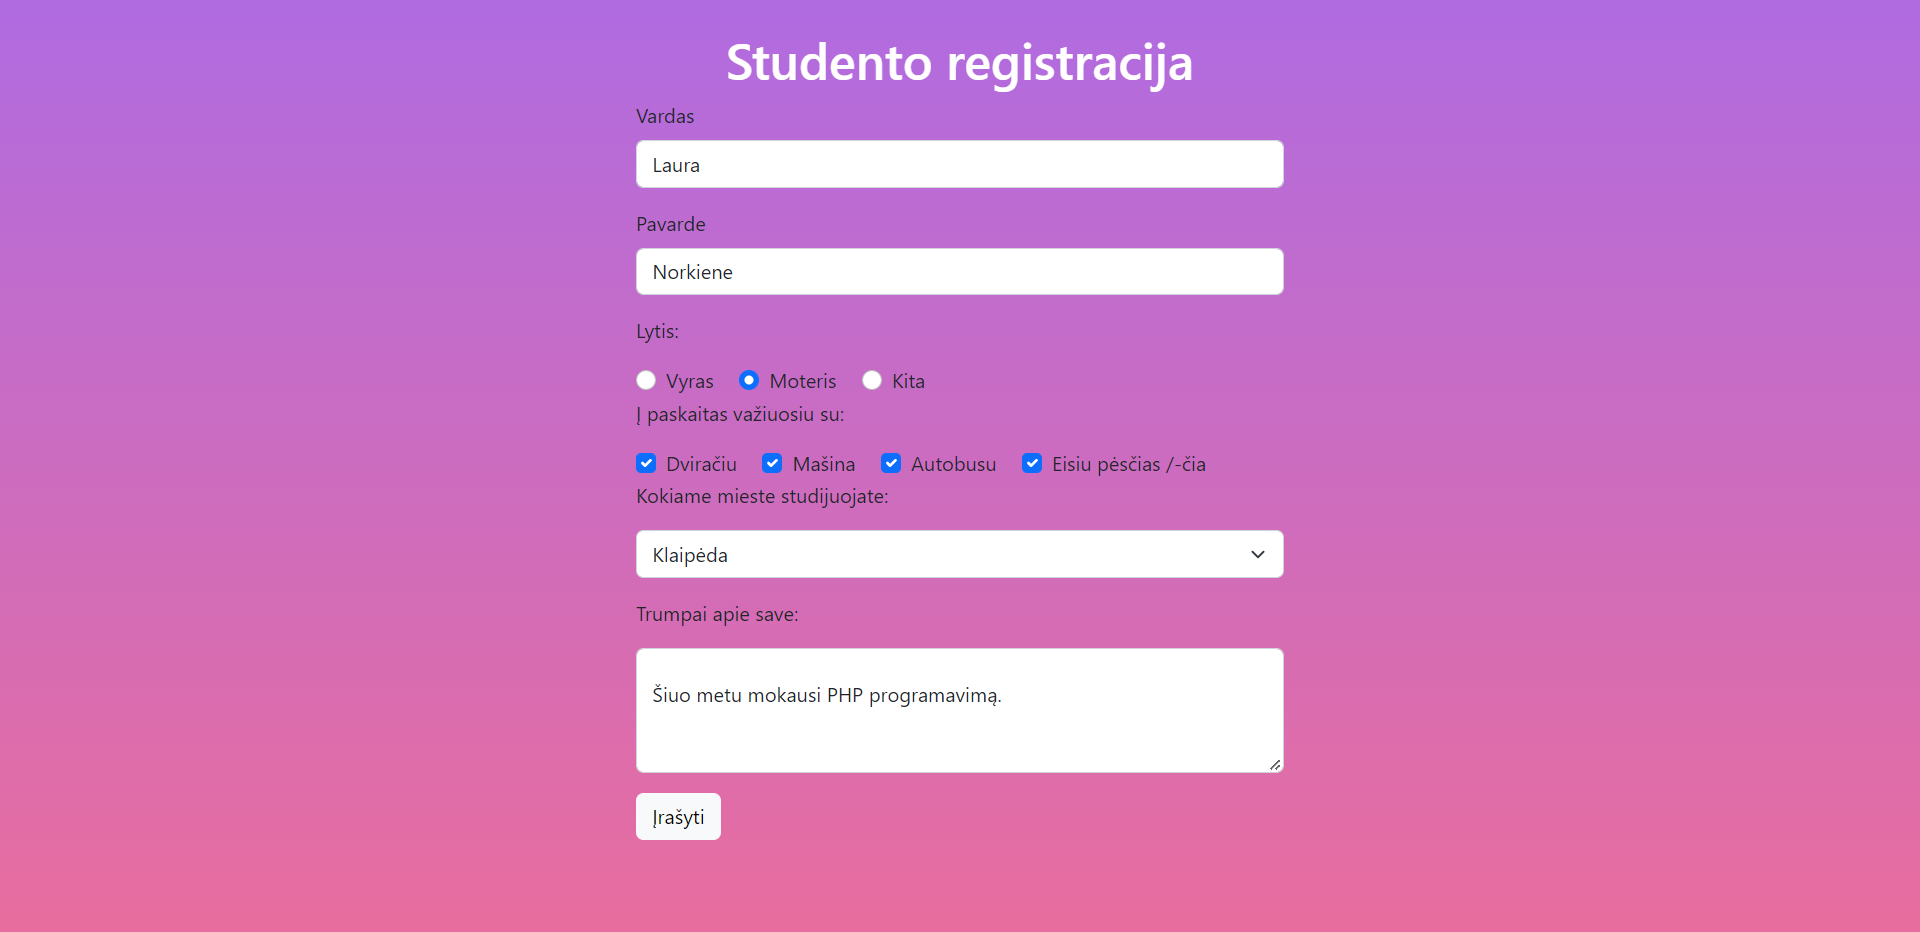 Studento registracija
Vardas
Laura
Pavarde
Norkiene
Lytis:
Vyras Moteris Kita
Į paskaitas važiuosiu su:
Dviračiu Mašina Autobusu Eisiu pėsčias /-čia
Kokiame mieste studijuojate:
Klaipėda
Trumpai apie save:
Šiuo metu mokausi PHP programavimą.
Įrašyti